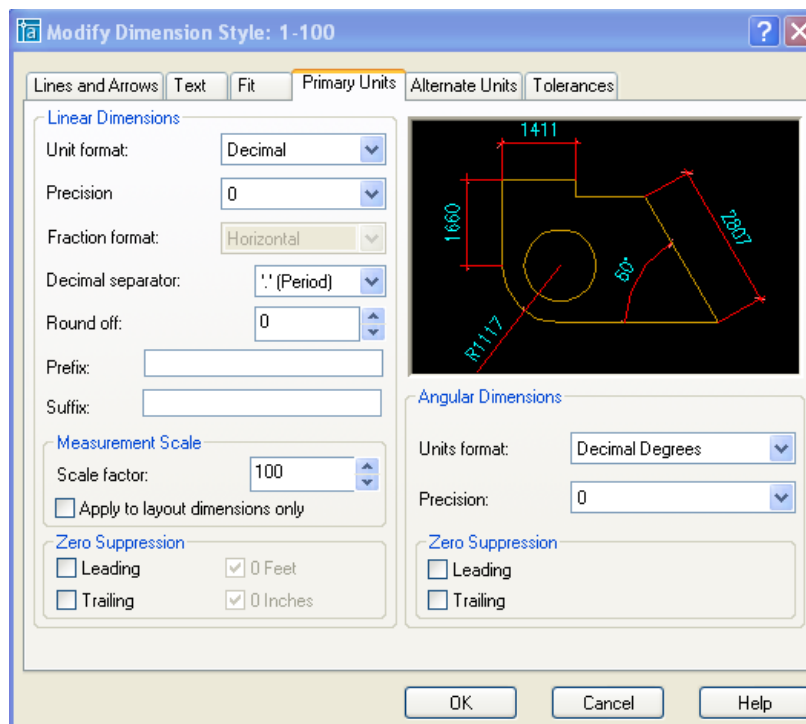 Modify Dimension Style: 1-100
Lines and Arrows Text Fit Primary Units Alternate Units Tolerances
Linear Dimensions
Unit format: Decimal
Precision 0
Fraction format: Horizontal
Decimal separator: '.' (Period)
Round off: 0
Prefix:
Suffix:
Measurement Scale
Scale factor: 100
Apply to layout dimensions only
Zero Suppression
Leading 0 Feet
Trailing 0 Inches
1411
1660
2807
60°
R1117
Angular Dimensions
Units format: Decimal Degrees
Precision: 0
Zero Suppression
Leading
Trailing
OK Cancel Help